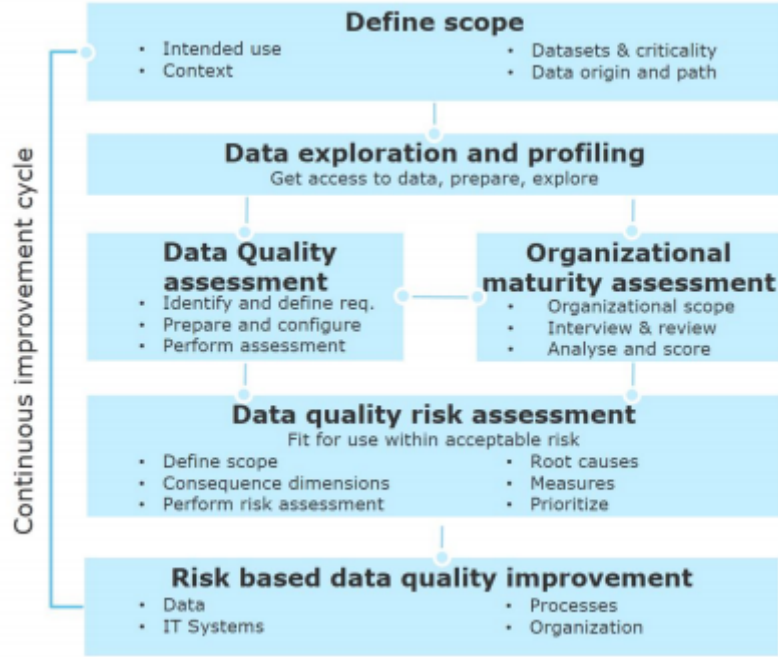 Define scope
• Intended use
• Context
• Datasets & criticality
• Data origin and path
Data exploration and profiling
Get access to data, prepare, explore
Data Quality
assessment
• Identify and define req.
• Prepare and configure
• Perform assessment
Organizational
maturity assessment
• Organizational scope
• Interview & review
• Analyse and score
Data quality risk assessment
Fit for use within acceptable risk
• Define scope
• Consequence dimensions
• Perform risk assessment
• Root causes
• Measures
• Prioritize
Risk based data quality improvement
• Data
• IT Systems
• Processes
• Organization
Continuous improvement cycle